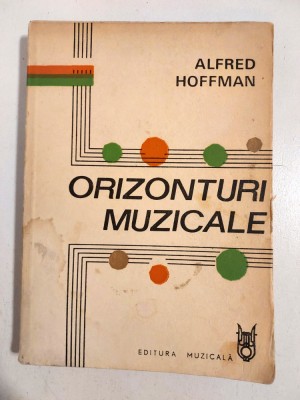 ALFRED
HOFFMAN
ORIZONTURI
MUZICALE
EDITURA MUZICALĂ